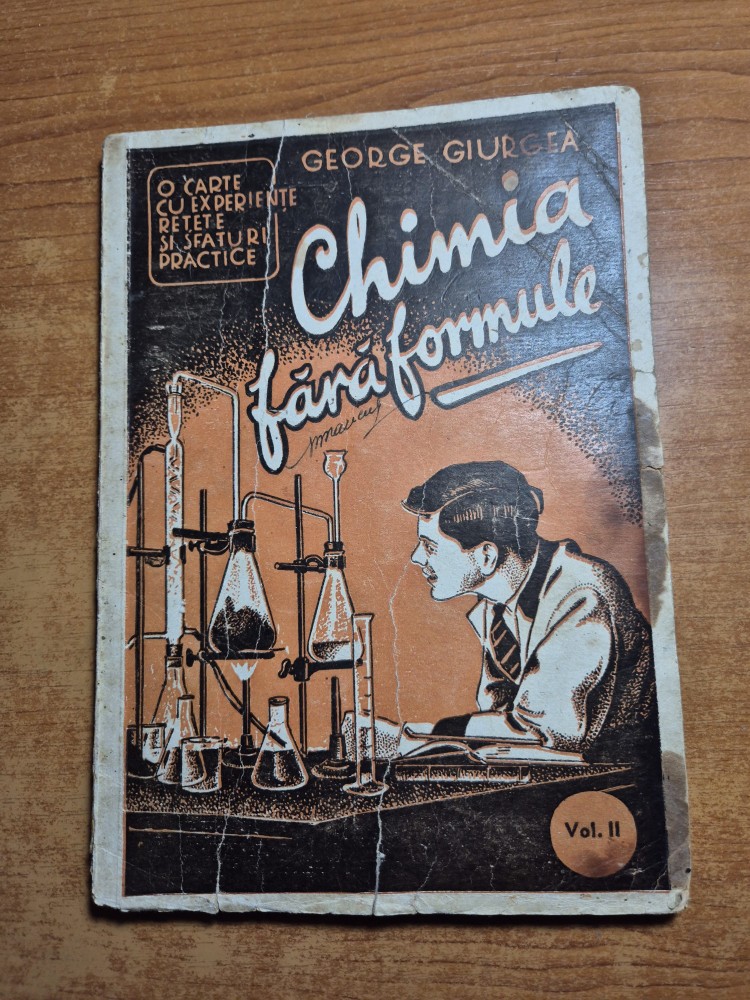 GEORGE GIURGEA
O CARTE
CU EXPERIENȚE
REȚETE
ȘI SFATURI
PRACTICE
Chimia
fără formule
Vol. II